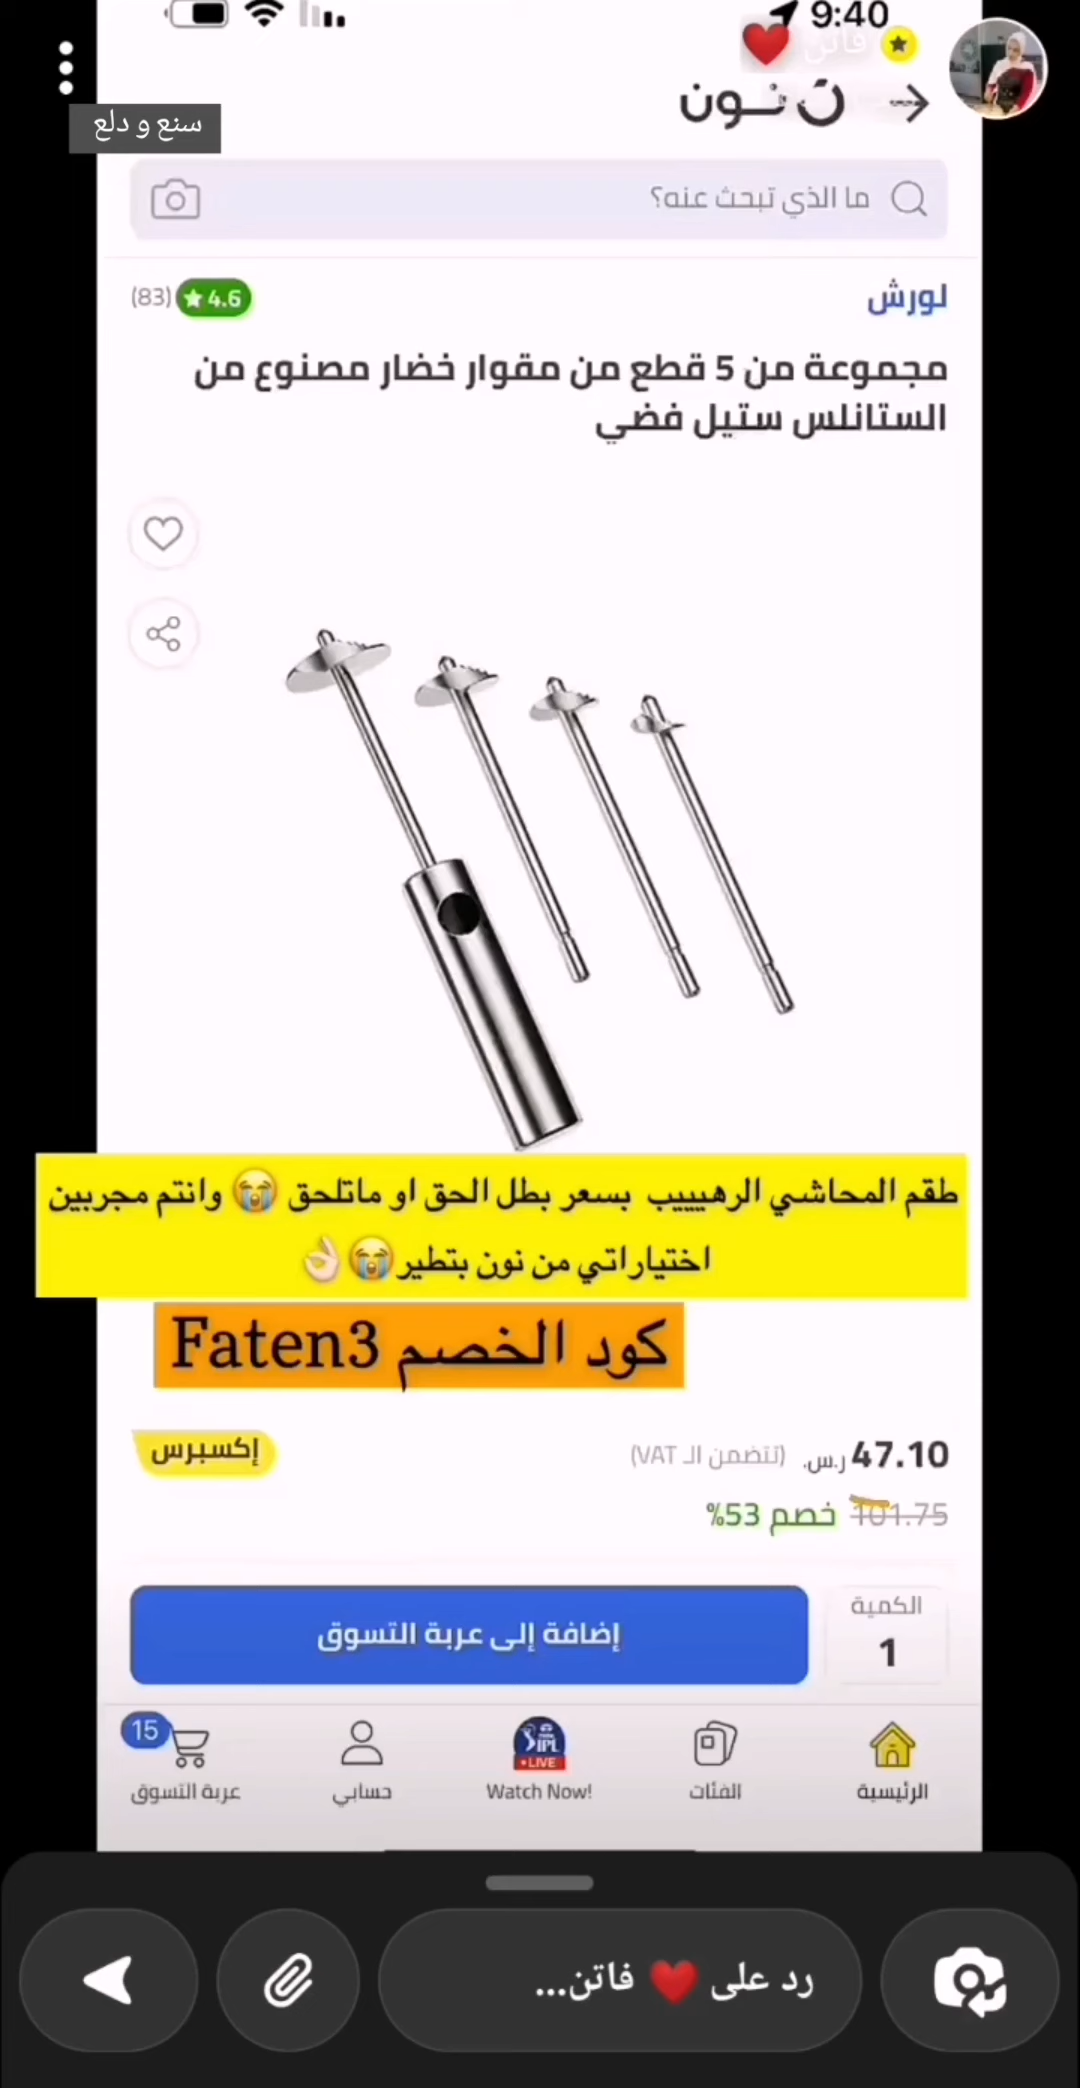 9:40
فاتن
سنع و دلع
نون
ما الذي تبحث عنه؟
لورش
4.6 (83)
مجموعة من 5 قطع من مقوار خضار مصنوع من
الستانلس ستيل فضي
طقم المحاشي الرهيييب بسعر بطل الحق او ماتلحق 😭 وانتم مجربين
اختياراتي من نون بتطير😭👌🏻
كود الخصم Faten3
47.10 ر.س. (تتضمن الـ VAT)
إكسبرس
101.75 خصم 53%
الكمية
1
إضافة إلى عربة التسوق
IPL
LIVE
15
الرئيسية
الفئات
Watch Now!
حسابي
عربة التسوق
رد على ❤️ فاتن...